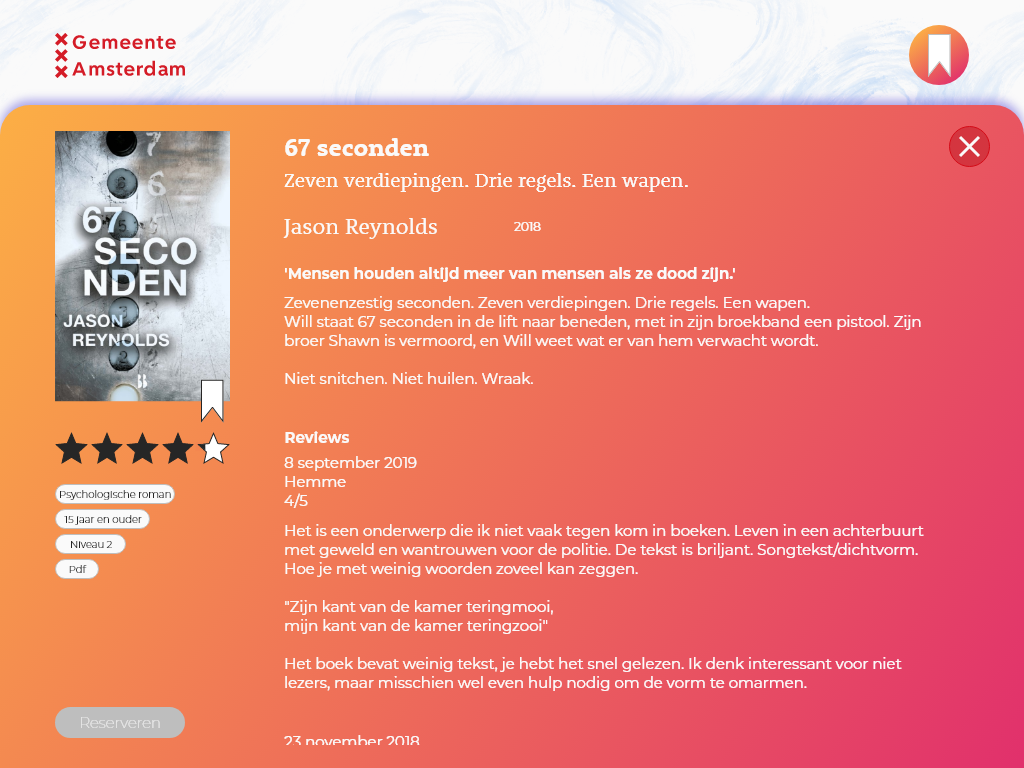 Gemeente
Amsterdam
67
SECO
NDEN
JASON
REYNOLDS
67 seconden
Zeven verdiepingen. Drie regels. Een wapen.
Jason Reynolds 2018
'Mensen houden altijd meer van mensen als ze dood zijn.'
Zevenenzestig seconden. Zeven verdiepingen. Drie regels. Een wapen.
Will staat 67 seconden in de lift naar beneden, met in zijn broekband een pistool. Zijn
broer Shawn is vermoord, en Will weet wat er van hem verwacht wordt.
Niet snitchen. Niet huilen. Wraak.
Reviews
8 september 2019
Hemme
4/5
Het is een onderwerp die ik niet vaak tegen kom in boeken. Leven in een achterbuurt
met geweld en wantrouwen voor de politie. De tekst is briljant. Songtekst/dichtvorm.
Hoe je met weinig woorden zoveel kan zeggen.
"Zijn kant van de kamer teringmooi,
mijn kant van de kamer teringzooi"
Het boek bevat weinig tekst, je hebt het snel gelezen. Ik denk interessant voor niet
lezers, maar misschien wel even hulp nodig om de vorm te omarmen.
23 november 2018
Psychologische roman
15 jaar en ouder
Niveau 2
Pdf
Reserveren